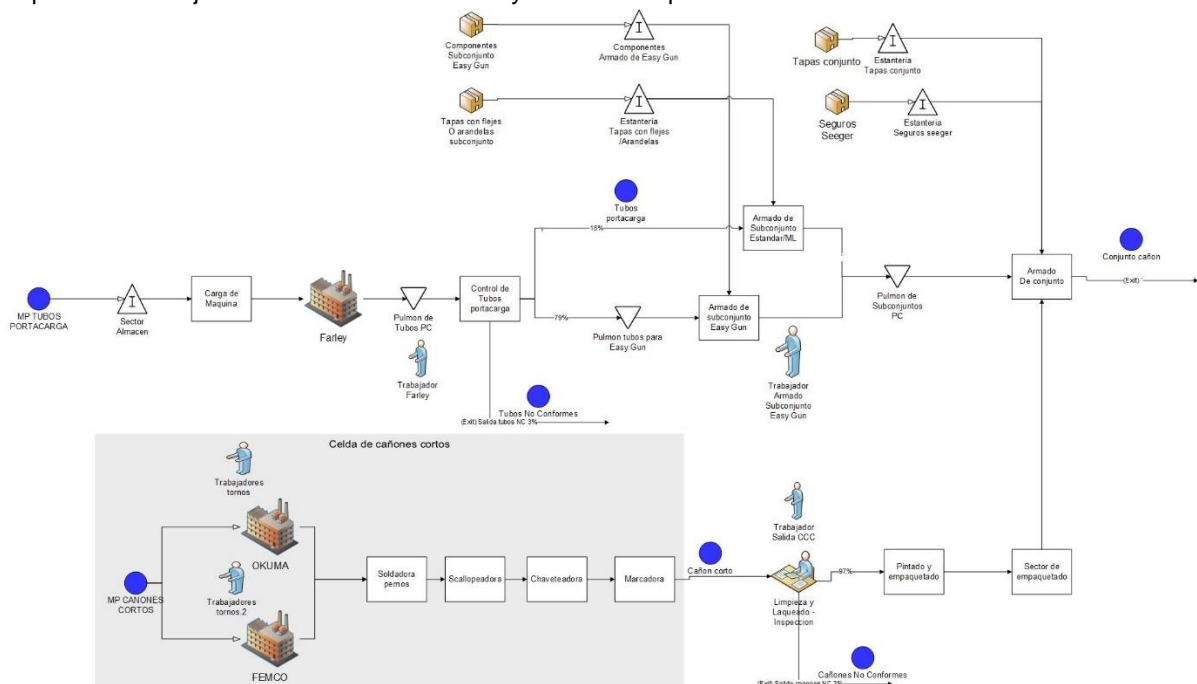 Componentes
Subconjunto
Easy Gun
Componentes
Armado de Easy Gun
Tapas conjunto
Estantería
Tapas conjunto
Tapas con flejes
O arandelas
subconjunto
Estantería
Tapas con flejes
/Arandelas
Seguros
Seeger
Estantería
Seguros seeger
Tubos
portacarga
18%
Armado de
Subconjunto
Estandar/ML
MP TUBOS
PORTACARGA
Sector
Almacen
Carga de
Maquina
Farley
Pulmon de
Tubos PC
Control de
Tubos
portacarga
79%
Pulmon tubos para
Easy Gun
Armado de
subconjunto
Easy Gun
Pulmon de
Subconjuntos
PC
Armado
De conjunto
Conjunto cañon
(Exit)
Trabajador
Farley
Trabajador
Armado
Subconjunto
Easy Gun
Tubos No Conformes
(Exit) Salida tubos NC 3%
Celda de cañones cortos
Trabajadores
tornos
OKUMA
MP CAÑONES
CORTOS
Trabajadores
tornos 2
FEMCO
Soldadora
pernos
Scallopeadora
Chaveteadora
Marcadora
Cañon corto
Trabajador
Salida CCC
Limpieza y
Laqueado -
Inspeccion
97%
Pintado y
empaquetado
Sector de
empaquetado
Cañones No Conformes